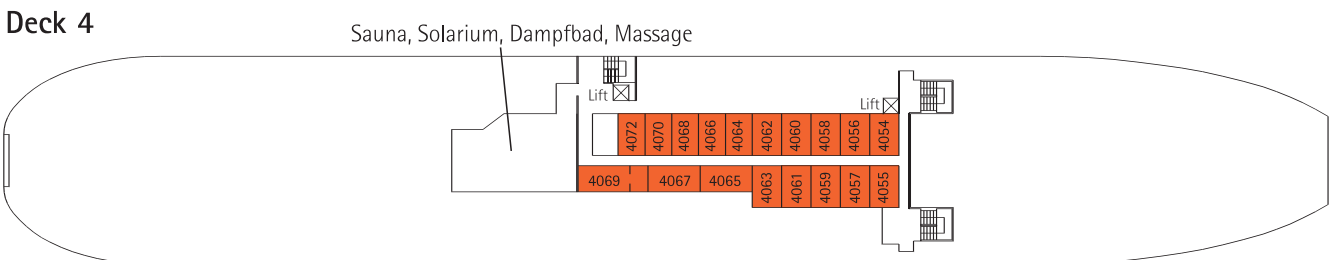 Deck 4
Sauna, Solarium, Dampfbad, Massage
Lift
Lift
4072 4070 4068 4066 4064 4062 4060 4058 4056 4054
4069 4067 4065 4063 4061 4059 4057 4055